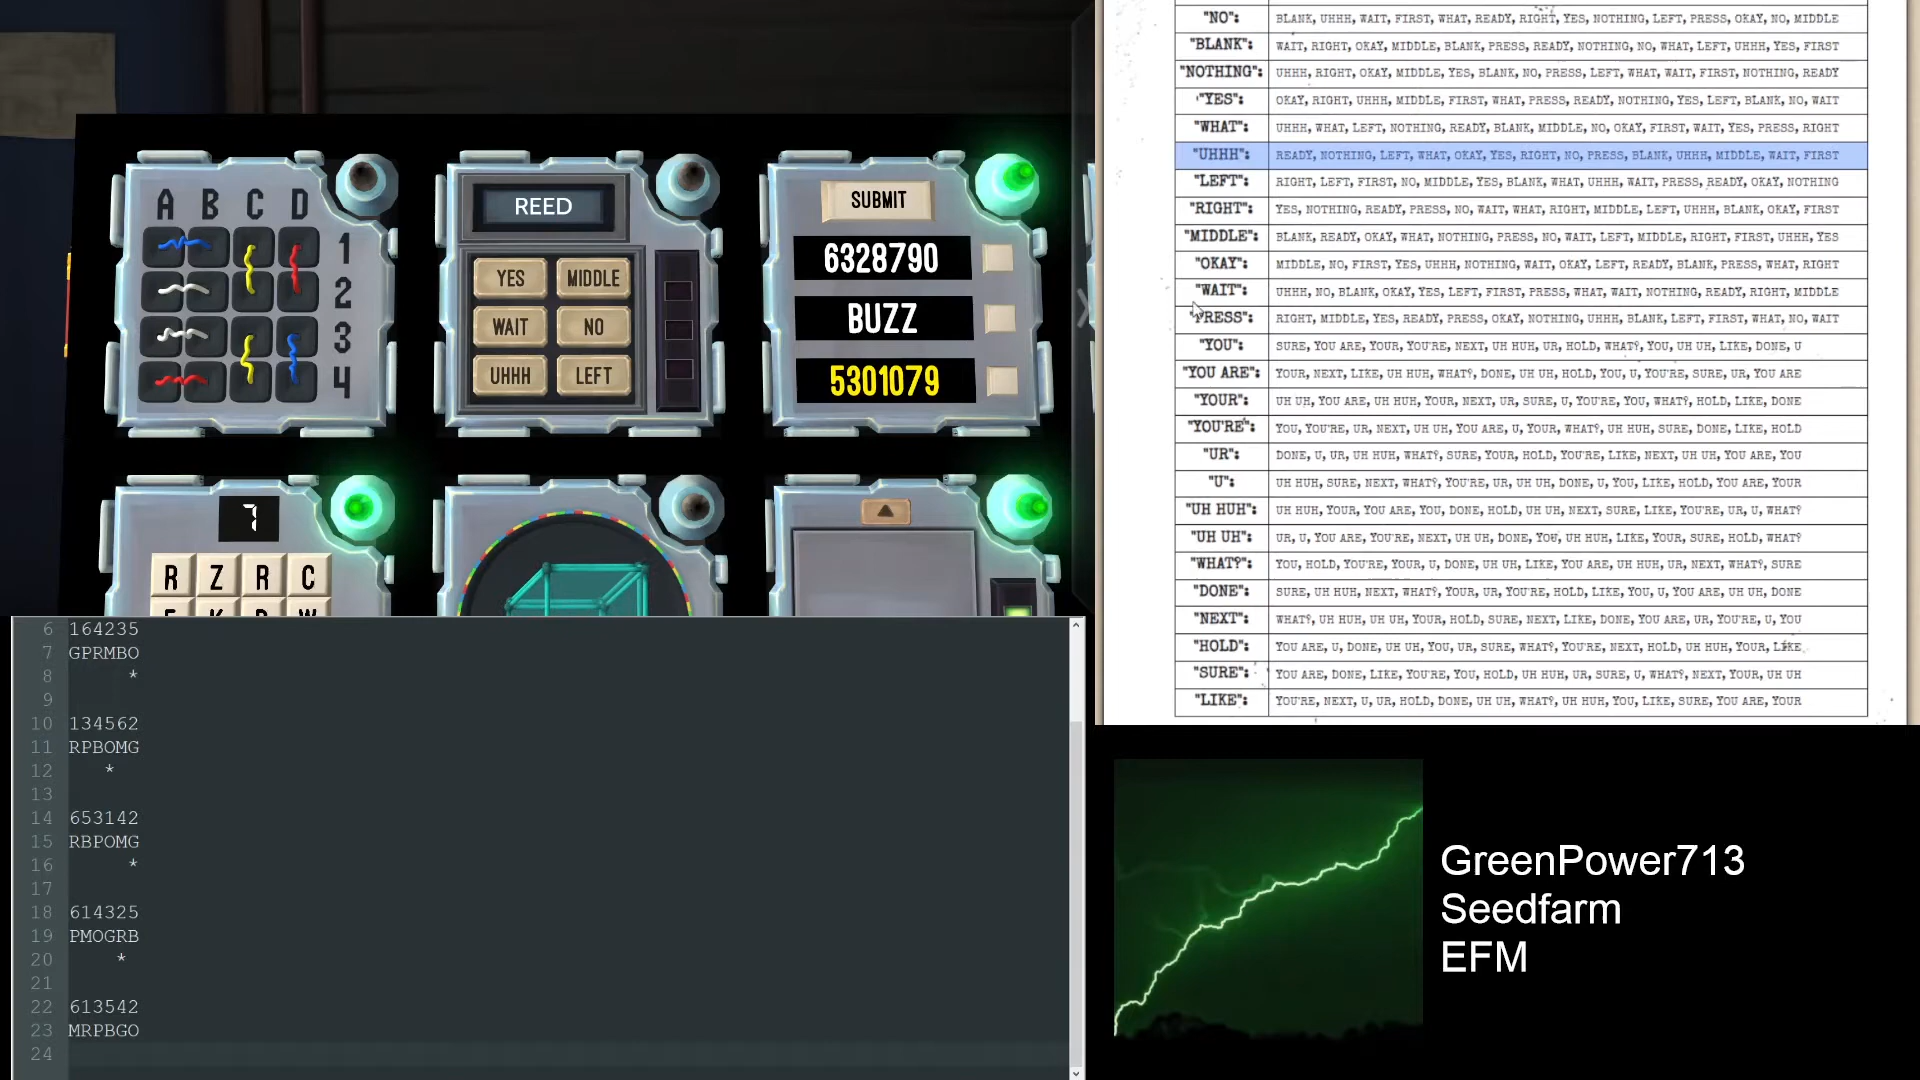 A B C D
1
2
3
4
REED
YES MIDDLE
WAIT NO
UHHH LEFT
SUBMIT
6328790
BUZZ
5301079
7
R Z R C
6 164235
7 GPRMBO
8 *
9
10 134562
11 RPBOMG
12 *
13
14 653142
15 RBPOMG
16 *
17
18 614325
19 PMOGRB
20 *
21
22 613542
23 MRPBGO
24
"NO": BLANK, UHHH, WAIT, FIRST, WHAT, READY, RIGHT, YES, NOTHING, LEFT, PRESS, OKAY, NO, MIDDLE
"BLANK": WAIT, RIGHT, OKAY, MIDDLE, BLANK, PRESS, READY, NOTHING, NO, WHAT, LEFT, UHHH, YES, FIRST
"NOTHING": UHHH, RIGHT, OKAY, MIDDLE, YES, BLANK, NO, PRESS, LEFT, WHAT, WAIT, FIRST, NOTHING, READY
"YES": OKAY, RIGHT, UHHH, MIDDLE, FIRST, WHAT, PRESS, READY, NOTHING, YES, LEFT, BLANK, NO, WAIT
"WHAT": UHHH, WHAT, LEFT, NOTHING, READY, BLANK, MIDDLE, NO, OKAY, FIRST, WAIT, YES, PRESS, RIGHT
"UHHH": READY, NOTHING, LEFT, WHAT, OKAY, YES, RIGHT, NO, PRESS, BLANK, UHHH, MIDDLE, WAIT, FIRST
"LEFT": RIGHT, LEFT, FIRST, NO, MIDDLE, YES, BLANK, WHAT, UHHH, WAIT, PRESS, READY, OKAY, NOTHING
"RIGHT": YES, NOTHING, READY, PRESS, NO, WAIT, WHAT, RIGHT, MIDDLE, LEFT, UHHH, BLANK, OKAY, FIRST
"MIDDLE": BLANK, READY, OKAY, WHAT, NOTHING, PRESS, NO, WAIT, LEFT, MIDDLE, RIGHT, FIRST, UHHH, YES
"OKAY": MIDDLE, NO, FIRST, YES, UHHH, NOTHING, WAIT, OKAY, LEFT, READY, BLANK, PRESS, WHAT, RIGHT
"WAIT": UHHH, NO, BLANK, OKAY, YES, LEFT, FIRST, PRESS, WHAT, WAIT, NOTHING, READY, RIGHT, MIDDLE
"PRESS": RIGHT, MIDDLE, YES, READY, PRESS, OKAY, NOTHING, UHHH, BLANK, LEFT, FIRST, WHAT, NO, WAIT
"YOU": SURE, YOU ARE, YOUR, YOU'RE, NEXT, UH HUH, UR, HOLD, WHAT?, YOU, UH UH, LIKE, DONE, U
"YOU ARE": YOUR, NEXT, LIKE, UH HUH, WHAT?, DONE, UH UH, HOLD, YOU, U, YOU'RE, SURE, UR, YOU ARE
"YOUR": UH UH, YOU ARE, UH HUH, YOUR, NEXT, UR, SURE, U, YOU'RE, YOU, WHAT?, HOLD, LIKE, DONE
"YOU'RE": YOU, YOU'RE, UR, NEXT, UH UH, YOU ARE, U, YOUR, WHAT?, UH HUH, SURE, DONE, LIKE, HOLD
"UR": DONE, U, UR, UH HUH, WHAT?, SURE, YOUR, HOLD, YOU'RE, LIKE, NEXT, UH UH, YOU ARE, YOU
"U": UH HUH, SURE, NEXT, WHAT?, YOU'RE, UR, UH UH, DONE, U, YOU, LIKE, HOLD, YOU ARE, YOUR
"UH HUH": UH HUH, YOUR, YOU ARE, YOU, DONE, HOLD, UH UH, NEXT, SURE, LIKE, YOU'RE, UR, U, WHAT?
"UH UH": UR, U, YOU ARE, YOU'RE, NEXT, UH UH, DONE, YOU, UH HUH, LIKE, YOUR, SURE, HOLD, WHAT?
"WHAT?": YOU, HOLD, YOU'RE, YOUR, U, DONE, UH UH, LIKE, YOU ARE, UH HUH, UR, NEXT, WHAT?, SURE
"DONE": SURE, UH HUH, NEXT, WHAT?, YOUR, UR, YOU'RE, HOLD, LIKE, YOU, U, YOU ARE, UH UH, DONE
"NEXT": WHAT?, UH HUH, UH UH, YOUR, HOLD, SURE, NEXT, LIKE, DONE, YOU ARE, UR, YOU'RE, U, YOU
"HOLD": YOU ARE, U, DONE, UH UH, YOU, UR, SURE, WHAT?, YOU'RE, NEXT, HOLD, UH HUH, YOUR, LIKE
"SURE": YOU ARE, DONE, LIKE, YOU'RE, YOU, HOLD, UH HUH, UR, SURE, U, WHAT?, NEXT, YOUR, UH UH
"LIKE": YOU'RE, NEXT, U, UR, HOLD, DONE, UH UH, WHAT?, UH HUH, YOU, LIKE, SURE, YOU ARE, YOUR
GreenPower713
Seedfarm
EFM